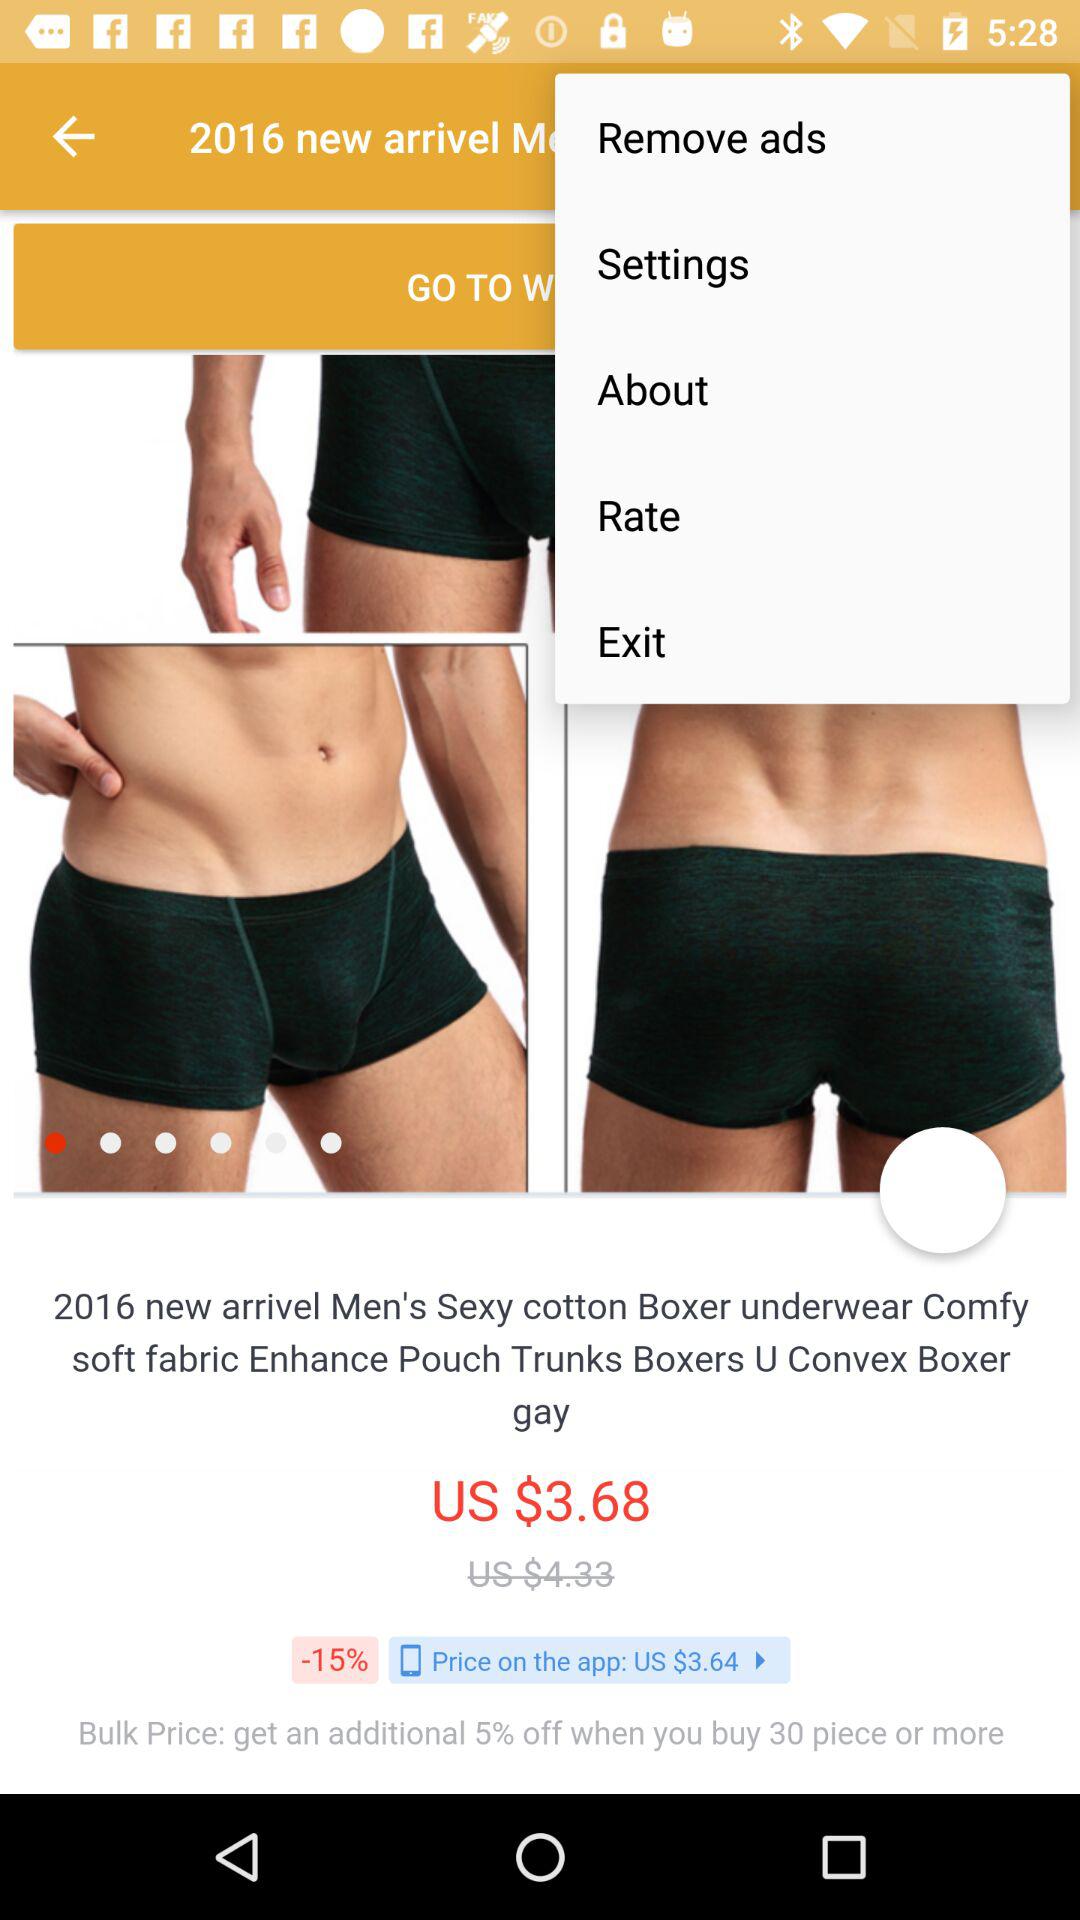 FAKE
5:28
2016 new arrivel Me
Remove ads
Settings
About
Rate
Exit
GO TO W
2016 new arrivel Men's Sexy cotton Boxer underwear Comfy
soft fabric Enhance Pouch Trunks Boxers U Convex Boxer
gay
US $3.68
US $4.33
-15%
Price on the app: US $3.64
Bulk Price: get an additional 5% off when you buy 30 piece or more